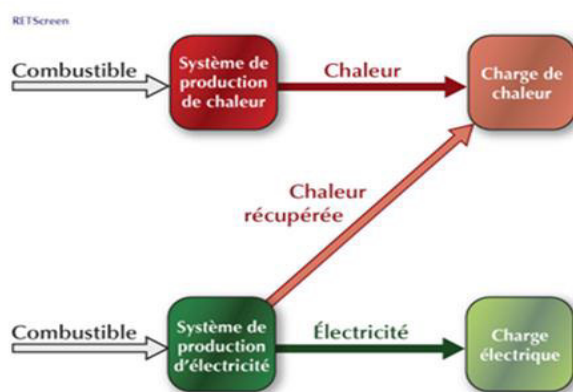 RETScreen
Combustible
Système de
production
de chaleur
Chaleur
Charge de
chaleur
Chaleur
récupérée
Combustible
Système de
production
d'électricité
Électricité
Charge
électrique